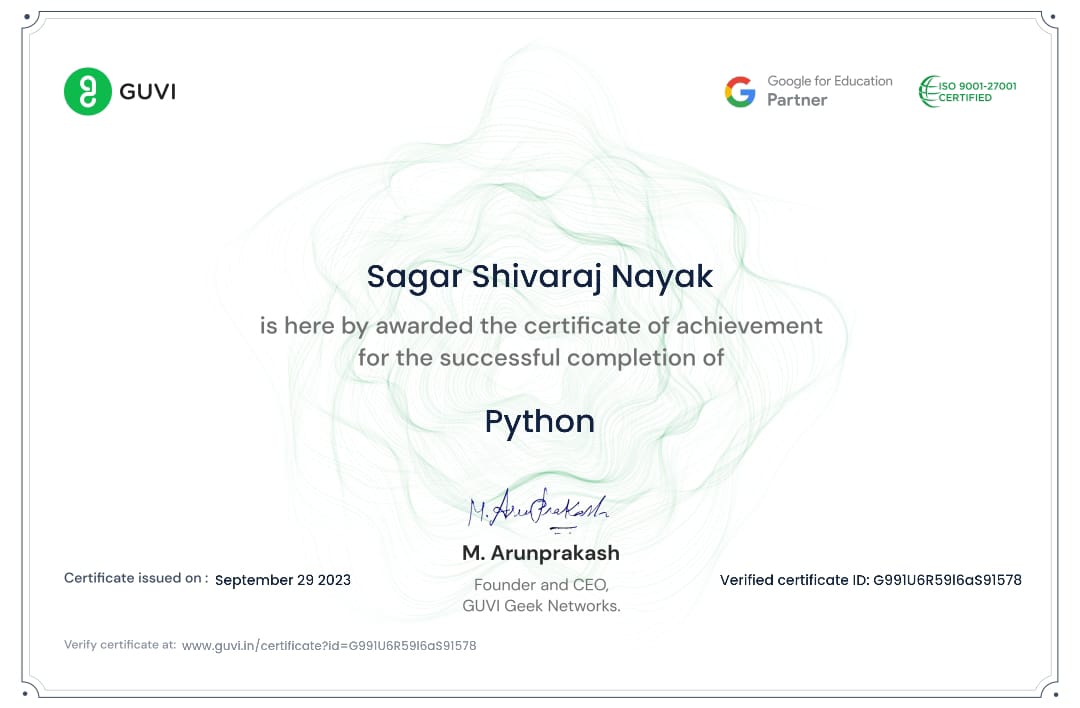 GUVI
Google for Education
Partner
ISO 9001-27001
CERTIFIED
Sagar Shivaraj Nayak
is here by awarded the certificate of achievement
for the successful completion of
Python
M. Arunprakash
M. Arunprakash
Founder and CEO,
GUVI Geek Networks.
Certificate issued on : September 29 2023
Verified certificate ID: G991U6R59I6aS91578
Verify certificate at: www.guvi.in/certificate?id=G991U6R59I6aS91578